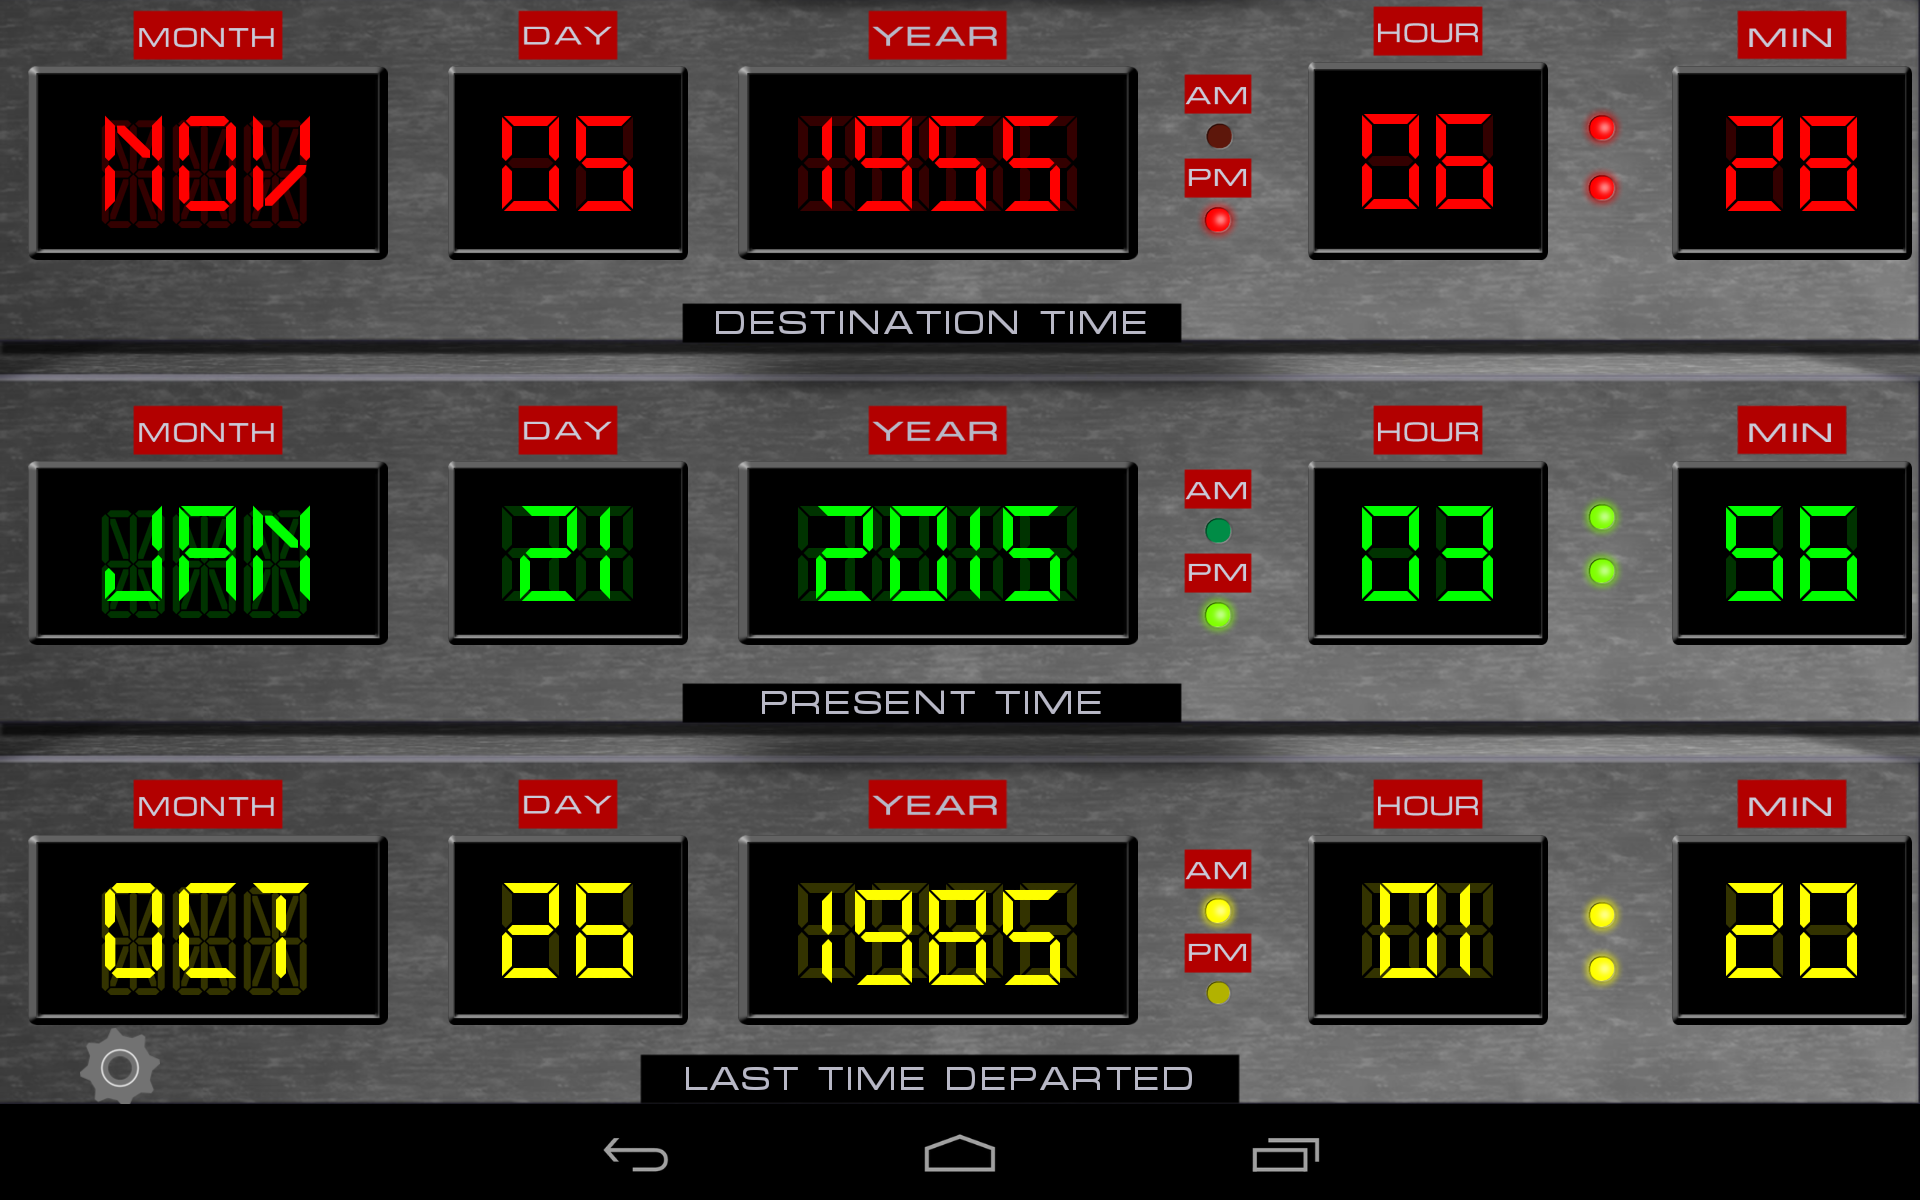 MONTH DAY YEAR HOUR MIN
NOV 05 1955 AM PM 06 28
DESTINATION TIME
MONTH DAY YEAR HOUR MIN
JAN 21 2015 AM PM 03 56
PRESENT TIME
MONTH DAY YEAR HOUR MIN
OCT 26 1985 AM PM 01 20
LAST TIME DEPARTED